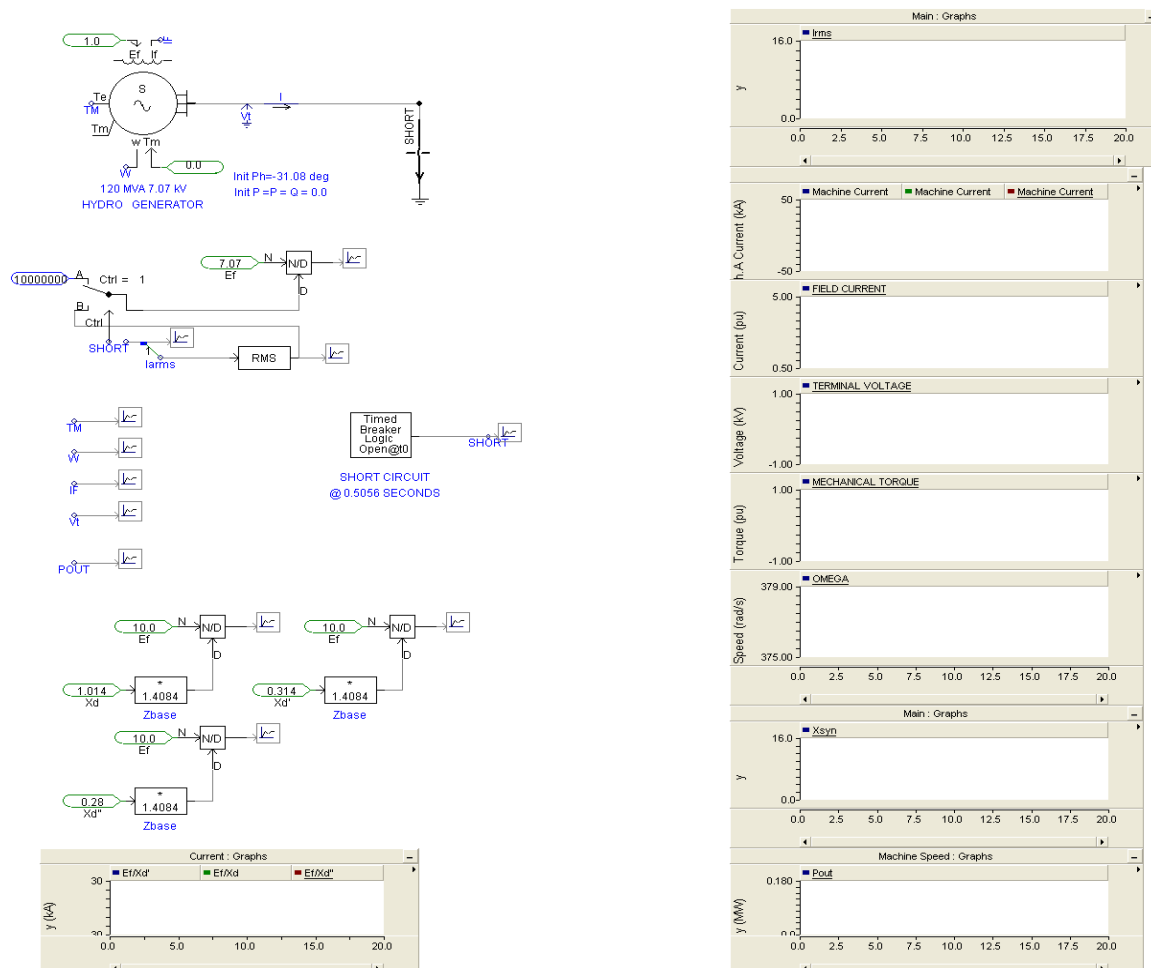 1.0
Ef If
IF
S
Te
TM
Tm
w Tm
W
0.0
Vt
I
SHORT
Init Ph=-31.08 deg
Init P =P = Q = 0.0
120 MVA 7.07 kV
HYDRO GENERATOR
10000000
A
Ctrl = 1
B
Ctrl
7.07
Ef
N
N/D
D
SHORT
1
Iarms
RMS
TM
W
IF
Vt
POUT
Timed
Breaker
Logic
Open@t0
SHORT
SHORT CIRCUIT
@ 0.5056 SECONDS
10.0
Ef
N
N/D
D
1.014
Xd
*
1.4084
Zbase
10.0
Ef
N
N/D
D
0.314
Xd'
*
1.4084
Zbase
10.0
Ef
N
N/D
D
0.28
Xd"
*
1.4084
Zbase
Current : Graphs
Ef/Xd' Ef/Xd Ef/Xd"
30
y (kA)
0.0 5.0 10.0 15.0 20.0
Main : Graphs
Irms
16.0
y
0.0
0.0 2.5 5.0 7.5 10.0 12.5 15.0 17.5 20.0
Machine Current Machine Current Machine Current
50
h.A Current (kA)
-50
FIELD CURRENT
5.00
Current (pu)
0.50
TERMINAL VOLTAGE
1.00
Voltage (kV)
-1.00
MECHANICAL TORQUE
1.00
Torque (pu)
-1.00
OMEGA
379.00
Speed (rad/s)
375.00
0.0 2.5 5.0 7.5 10.0 12.5 15.0 17.5 20.0
Main : Graphs
Xsyn
16.0
y
0.0
0.0 2.5 5.0 7.5 10.0 12.5 15.0 17.5 20.0
Machine Speed : Graphs
Pout
0.180
y (MW)
0.0 2.5 5.0 7.5 10.0 12.5 15.0 17.5 20.0